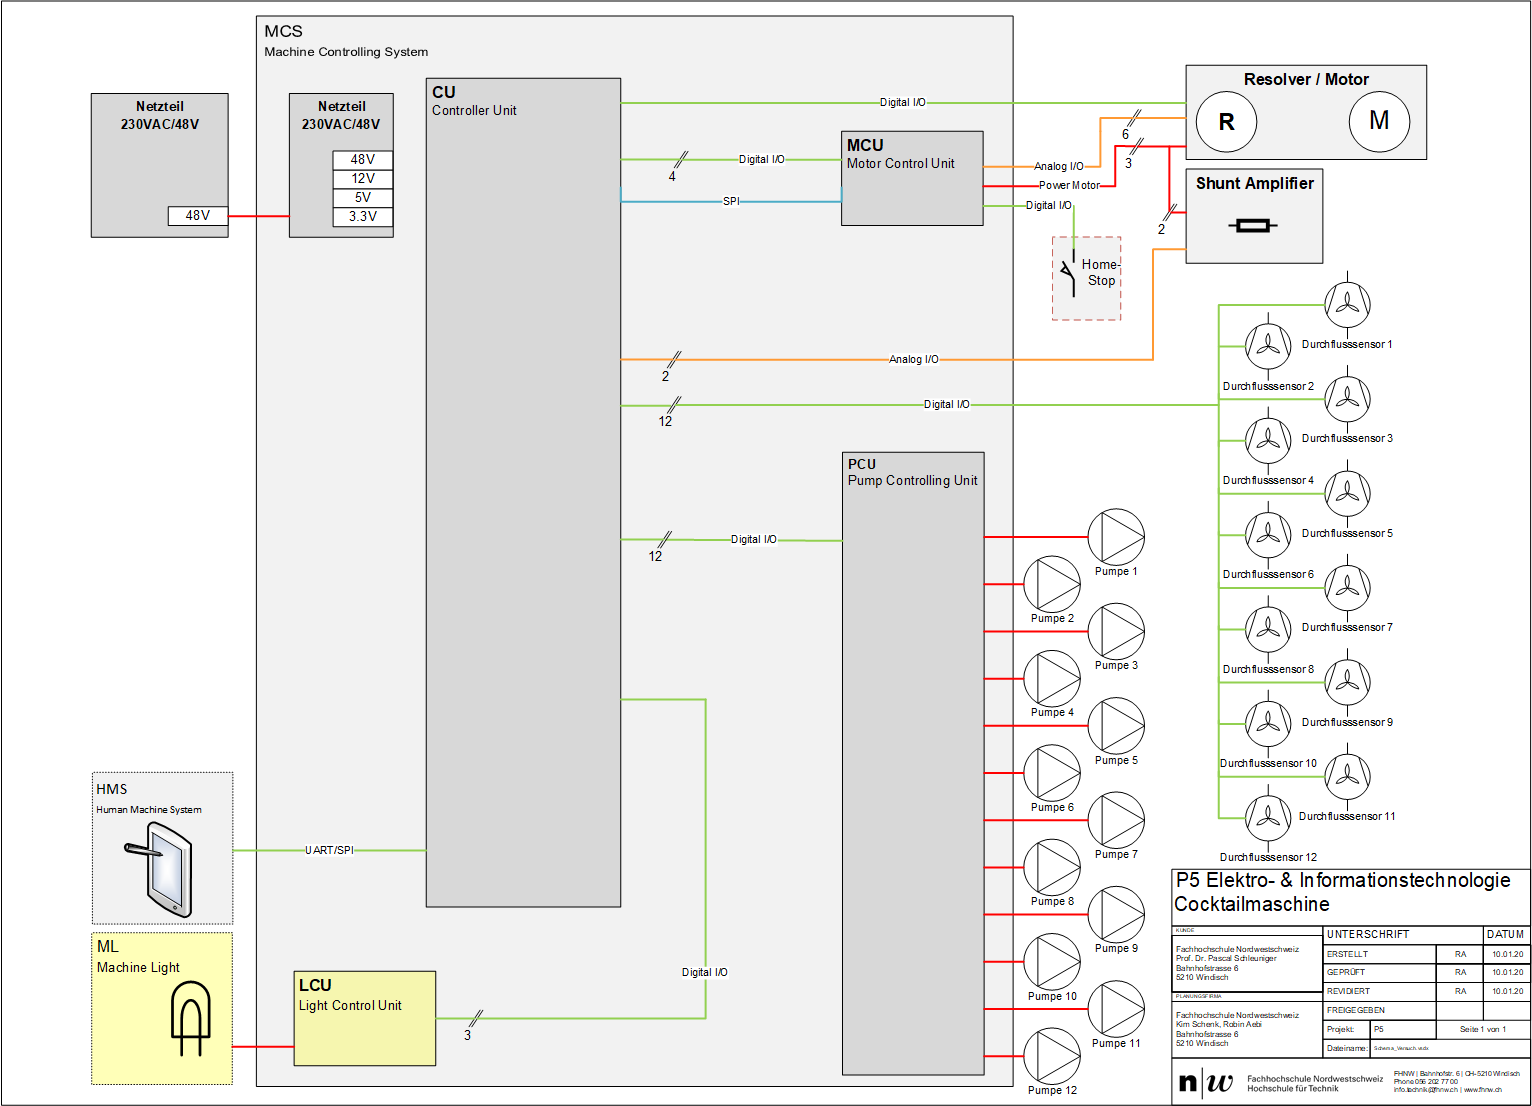 MCS
Machine Controlling System
Netzteil
230VAC/48V
48V
Netzteil
230VAC/48V
48V
12V
5V
3.3V
CU
Controller Unit
Digital I/O
4
Digital I/O
SPI
MCU
Motor Control Unit
Analog I/O
Power Motor
Digital I/O
6
3
Resolver / Motor
R
M
Shunt Amplifier
2
Home-
Stop
2
Analog I/O
12
Digital I/O
Durchflusssensor 1
Durchflusssensor 2
Durchflusssensor 3
Durchflusssensor 4
Durchflusssensor 5
Durchflusssensor 6
Durchflusssensor 7
Durchflusssensor 8
Durchflusssensor 9
Durchflusssensor 10
Durchflusssensor 11
Durchflusssensor 12
12
Digital I/O
PCU
Pump Controlling Unit
Pumpe 1
Pumpe 2
Pumpe 3
Pumpe 4
Pumpe 5
Pumpe 6
Pumpe 7
Pumpe 8
Pumpe 9
Pumpe 10
Pumpe 11
Pumpe 12
HMS
Human Machine System
UART/SPI
ML
Machine Light
LCU
Light Control Unit
3
Digital I/O
P5 Elektro- & Informationstechnologie
Cocktailmaschine
KUNDE
Fachhochschule Nordwestschweiz
Prof. Dr. Pascal Schleuniger
Bahnhofstrasse 6
5210 Windisch
PLANUNGSFIRMA
Fachhochschule Nordwestschweiz
Kim Schenk, Robin Aebi
Bahnhofstrasse 6
5210 Windisch
UNTERSCHRIFT DATUM
ERSTELLT RA 10.01.20
GEPRÜFT RA 10.01.20
REVIDIERT RA 10.01.20
FREIGEGEBEN
Projekt: P5 Seite 1 von 1
Dateiname: Schema_Versuch.vsdx
n w
Fachhochschule Nordwestschweiz
Hochschule für Technik
FHNW | Bahnhofstr. 6 | CH-5210 Windisch
Phone 056 202 77 00
info.technik@fhnw.ch | www.fhnw.ch